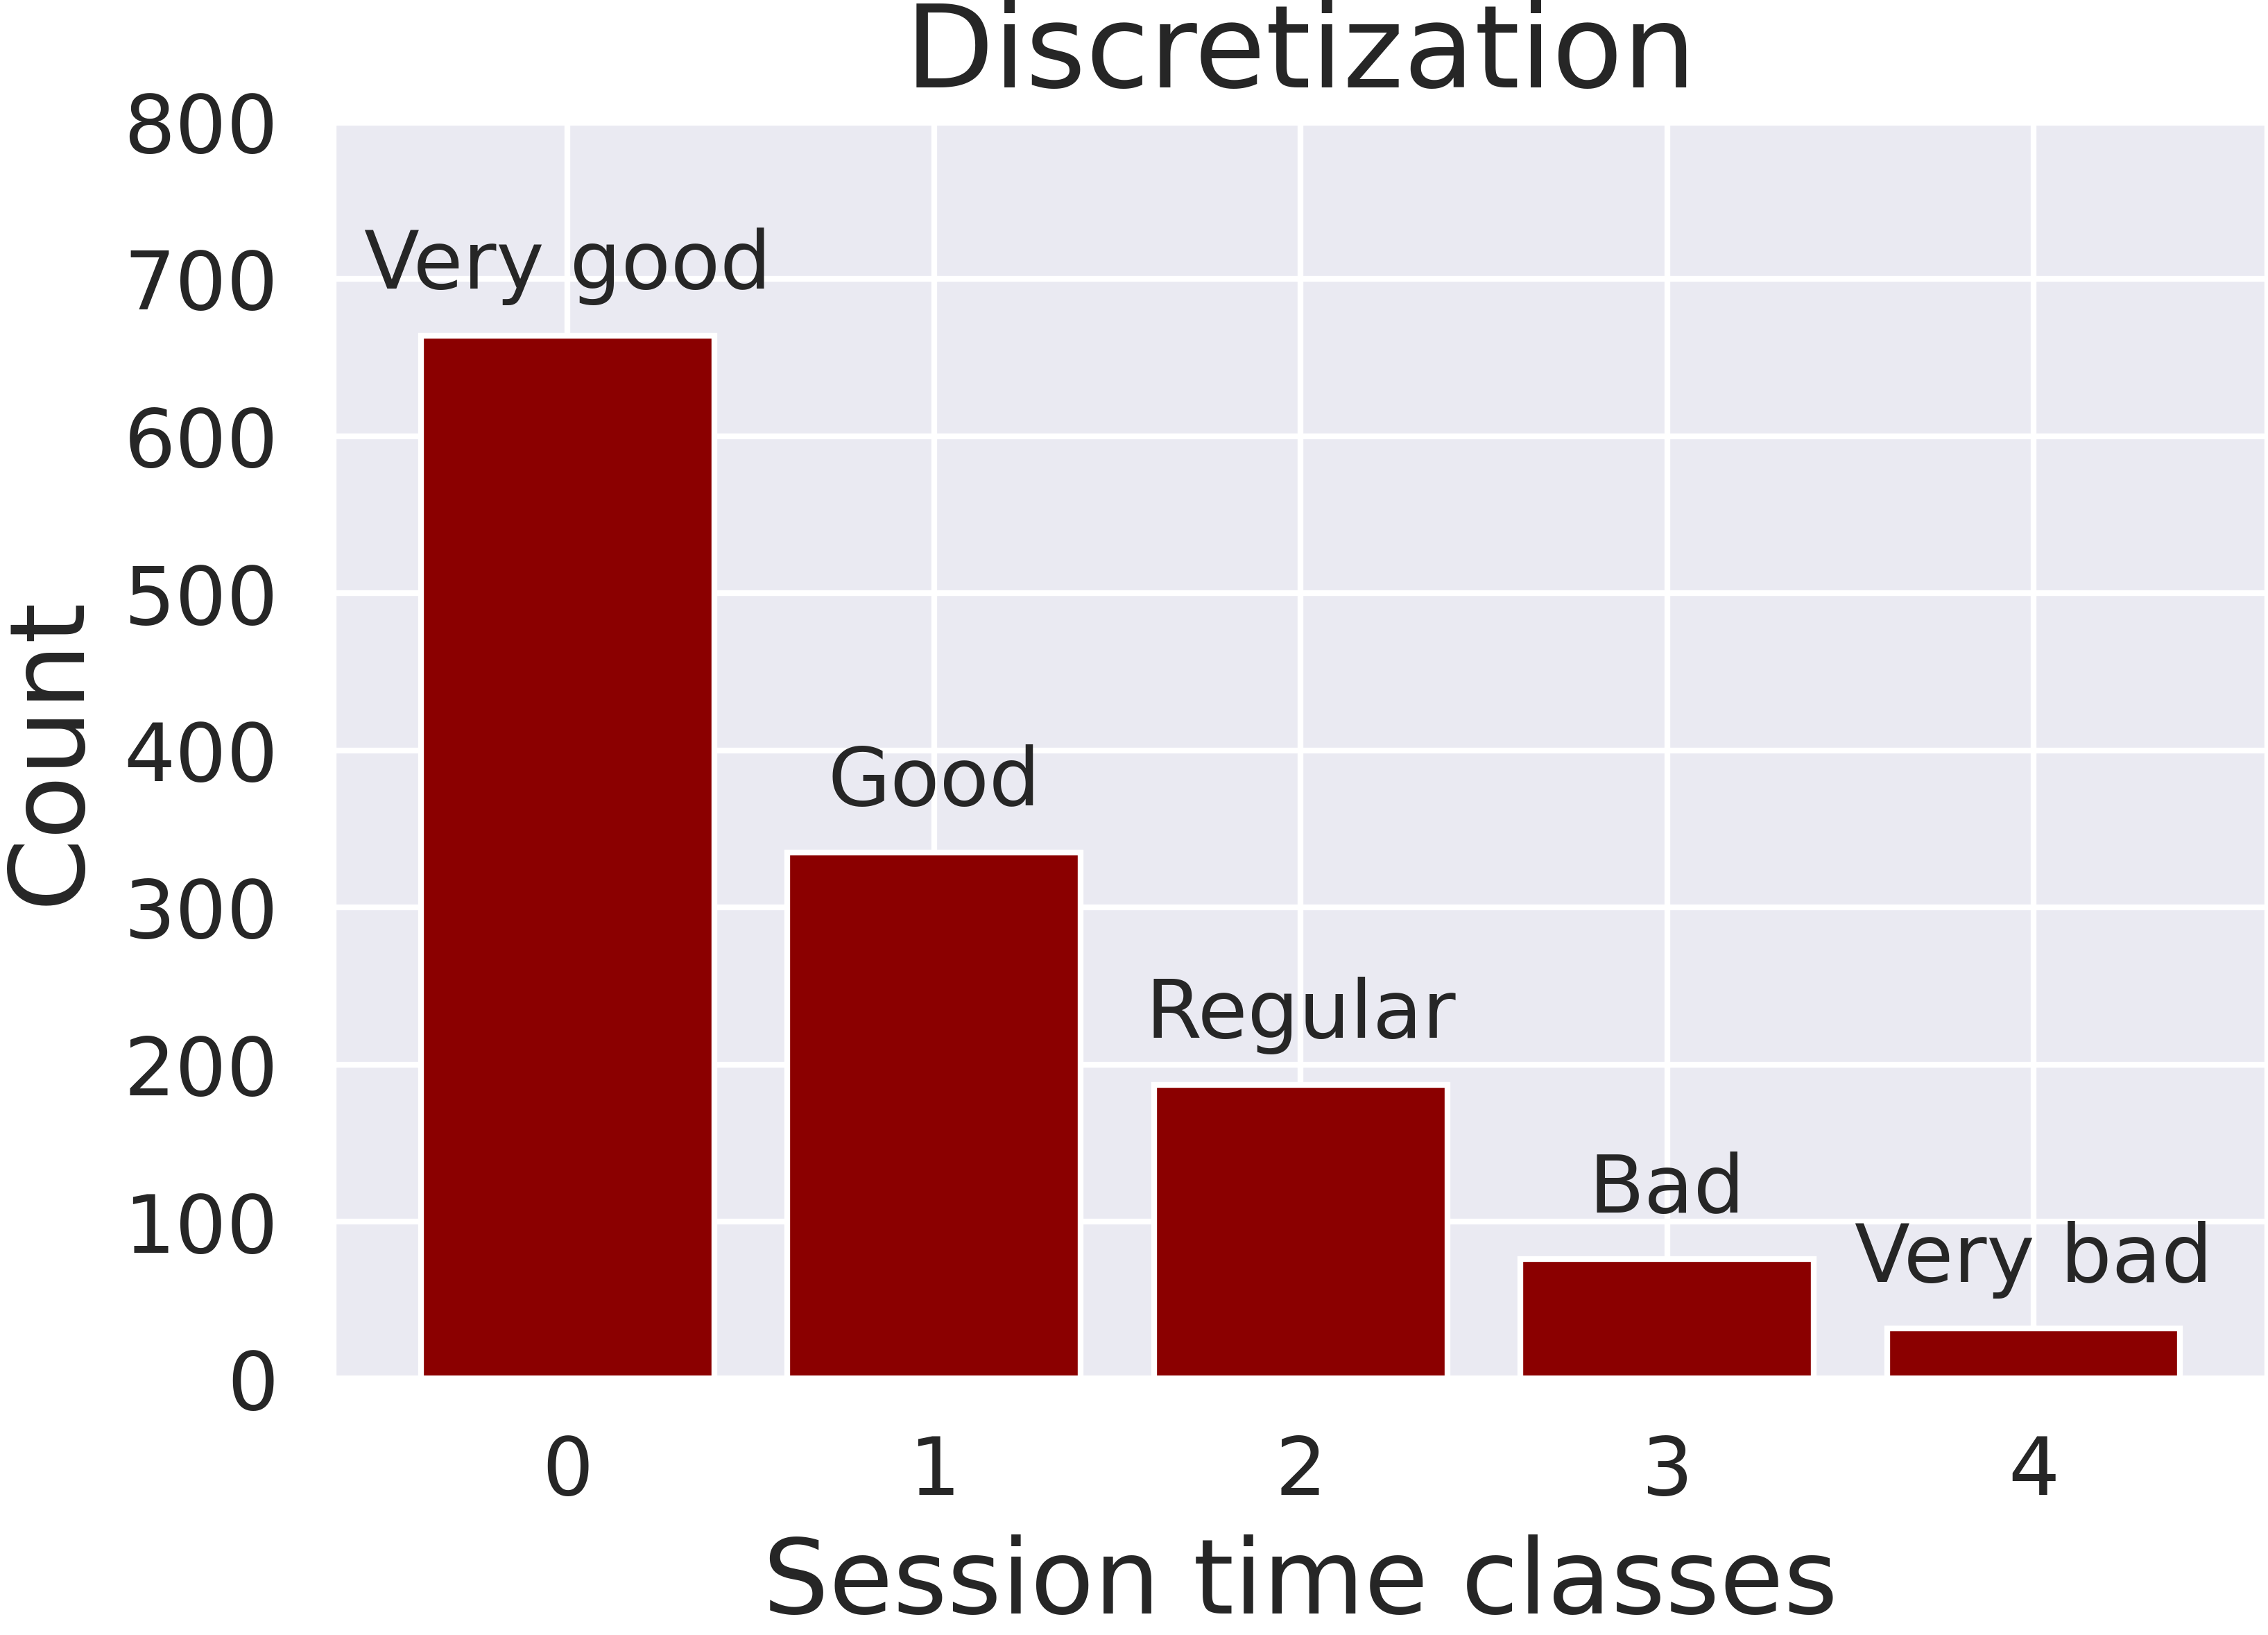 Discretization
800
700
600
500
400
300
200
100
0
Count
Very good
Good
Regular
Bad
Very bad
0 1 2 3 4
Session time classes